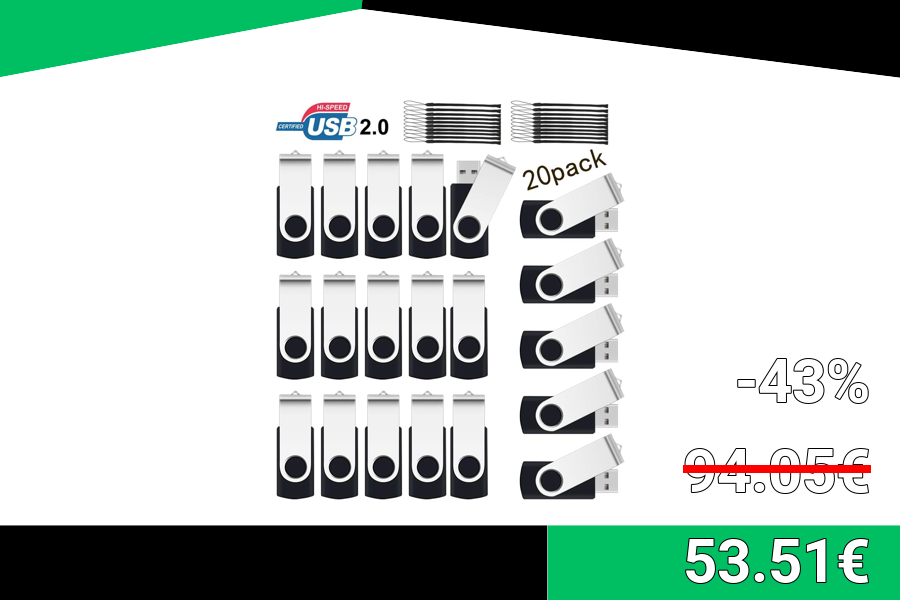 HI-SPEED
CERTIFIED USB 2.0
20pack
-43%
94.05€
53.51€